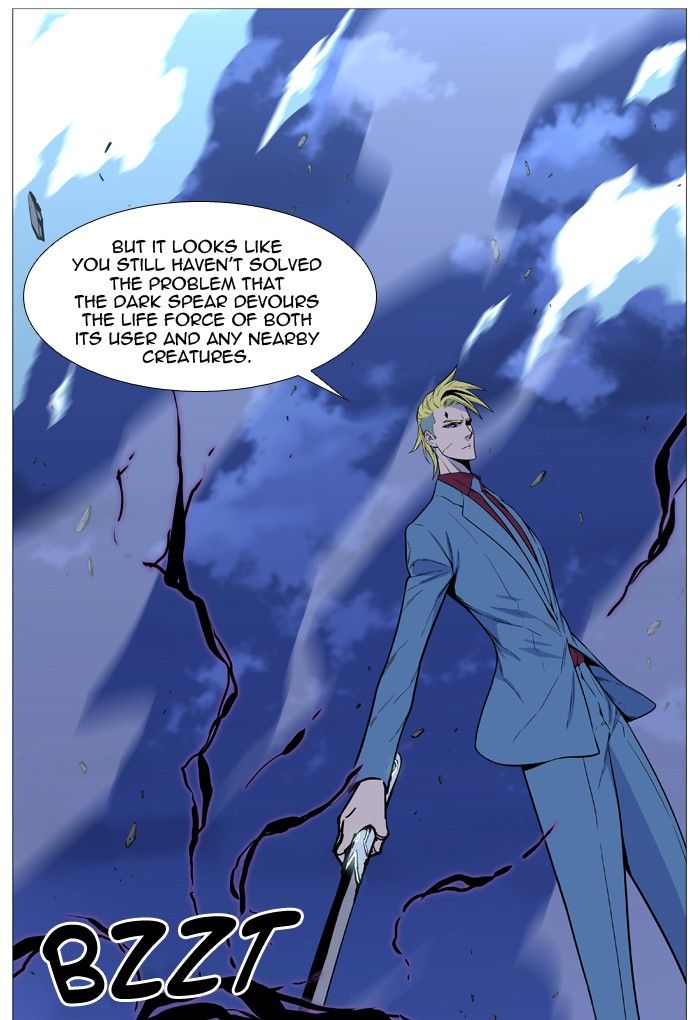 BUT IT LOOKS LIKE
YOU STILL HAVEN'T SOLVED
THE PROBLEM THAT
THE DARK SPEAR DEVOURS
THE LIFE FORCE OF BOTH
ITS USER AND ANY NEARBY
CREATURES.
BZZT